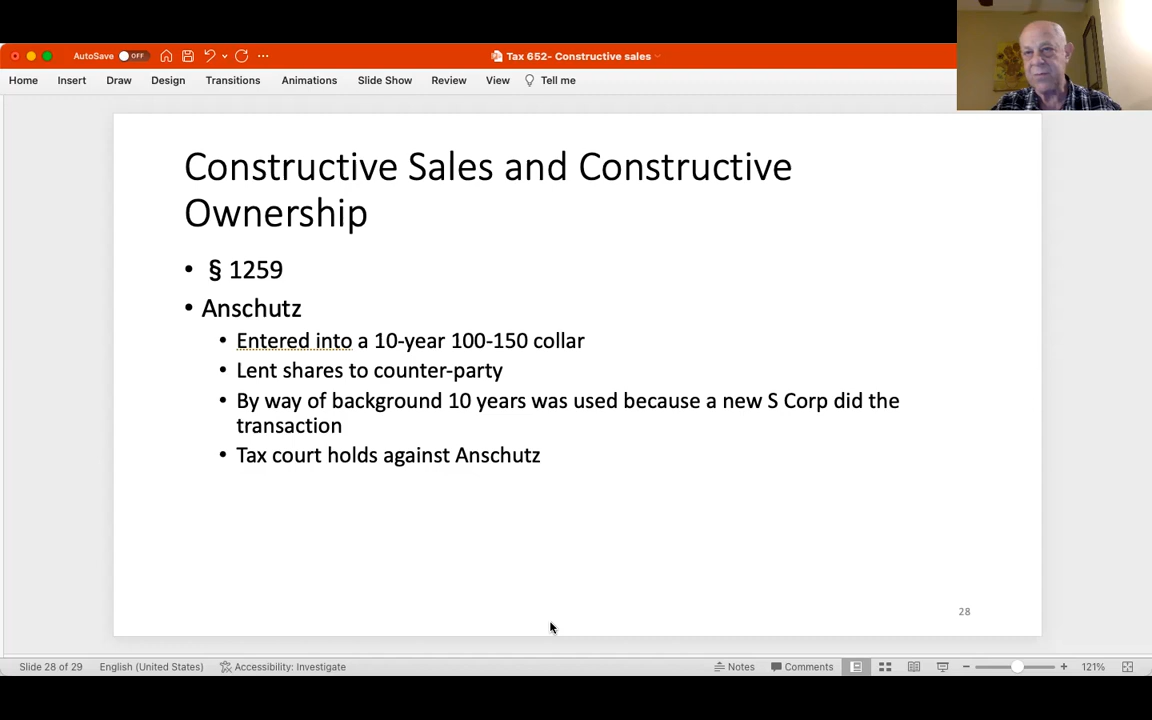 AutoSave OFF
Tax 652- Constructive sales
Home Insert Draw Design Transitions Animations Slide Show Review View Tell me
Constructive Sales and Constructive
Ownership
• § 1259
• Anschutz
• Entered into a 10-year 100-150 collar
• Lent shares to counter-party
• By way of background 10 years was used because a new S Corp did the
transaction
• Tax court holds against Anschutz
28
Slide 28 of 29 English (United States) Accessibility: Investigate Notes Comments 121%